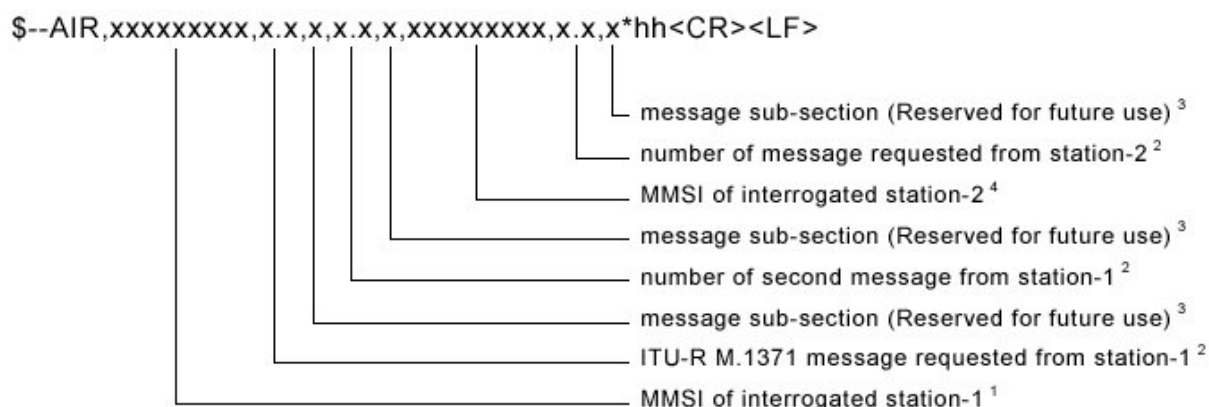 $--AIR,xxxxxxxxx,x.x,x,x.x,x,xxxxxxxxx,x.x,x*hh<CR><LF>
message sub-section (Reserved for future use) 3
number of message requested from station-2 2
MMSI of interrogated station-2 4
message sub-section (Reserved for future use) 3
number of second message from station-1 2
message sub-section (Reserved for future use) 3
ITU-R M.1371 message requested from station-1 2
MMSI of interrogated station-1 1